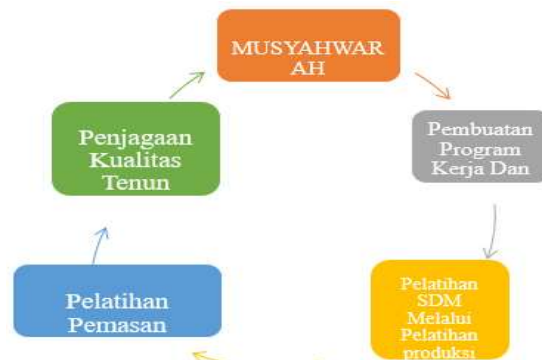 MUSYAHWAR
AH
Pembuatan
Program
Kerja Dan
Pelatihan
SDM
Melalui
Pelatihan
produksi
Pelatihan
Pemasan
Penjagaan
Kualitas
Tenun